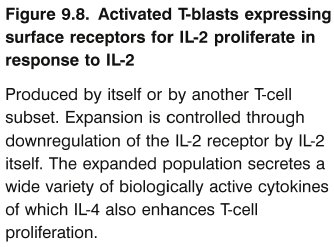 Figure 9.8. Activated T-blasts expressing
surface receptors for IL-2 proliferate in
response to IL-2
Produced by itself or by another T-cell
subset. Expansion is controlled through
downregulation of the IL-2 receptor by IL-2
itself. The expanded population secretes a
wide variety of biologically active cytokines
of which IL-4 also enhances T-cell
proliferation.